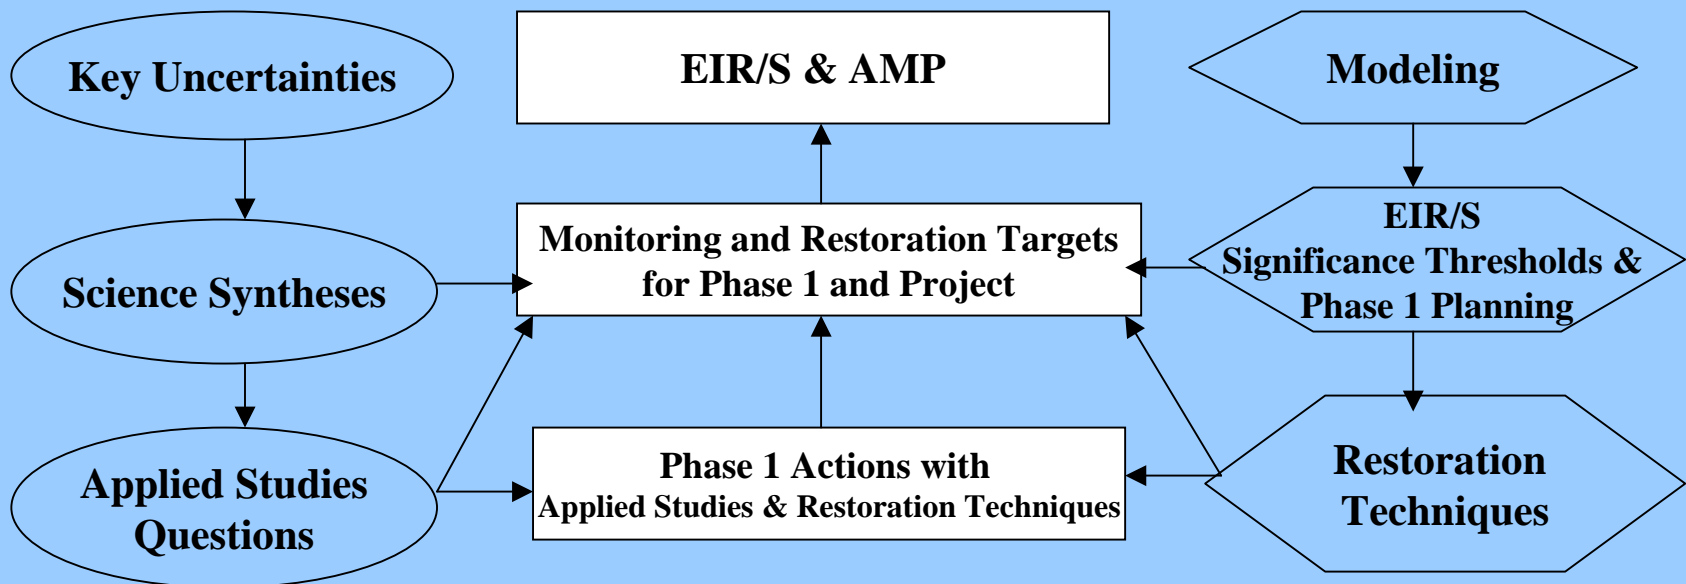 Key Uncertainties
EIR/S & AMP
Modeling
Science Syntheses
Monitoring and Restoration Targets
for Phase 1 and Project
EIR/S
Significance Thresholds &
Phase 1 Planning
Applied Studies
Questions
Phase 1 Actions with
Applied Studies & Restoration Techniques
Restoration
Techniques